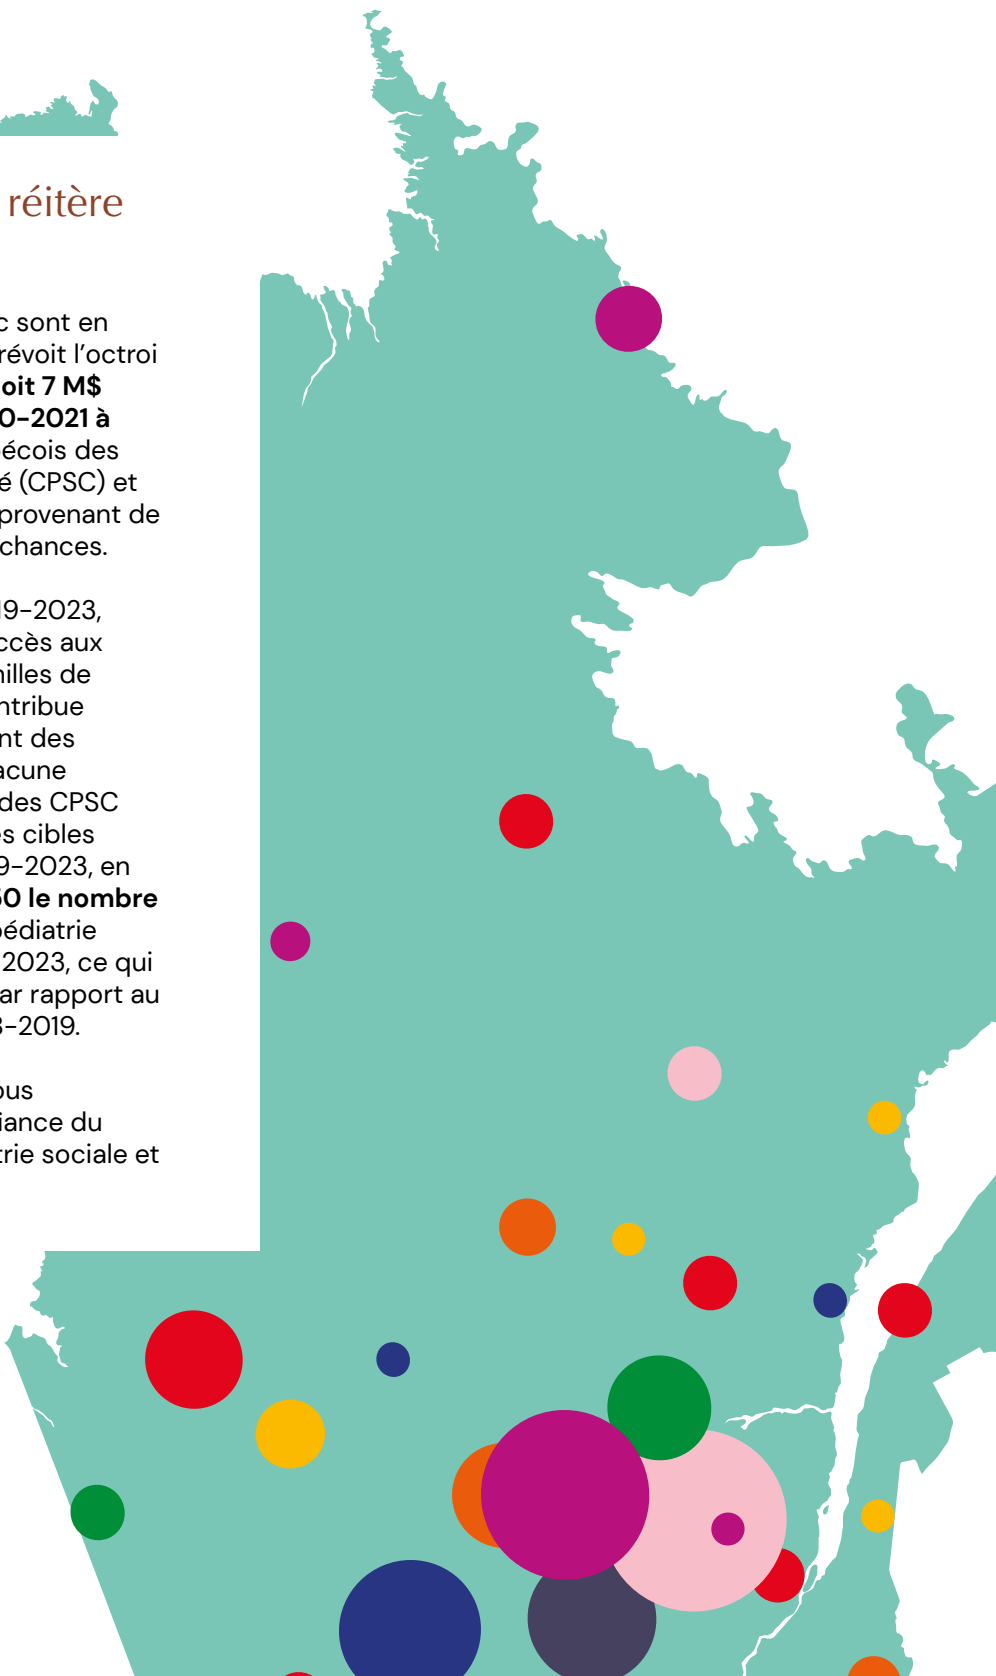 réitère
c sont en
révoit l'octroi
oit 7 M$
0-2021 à
écois des
é (CPSC) et
provenant de
chances.
19-2023,
ccès aux
nilles de
ntribue
nt des
acune
des CPSC
es cibles
9-2023, en
50 le nombre
pédiatrie
2023, ce qui
ar rapport au
8-2019.
ous
iance du
trie sociale et